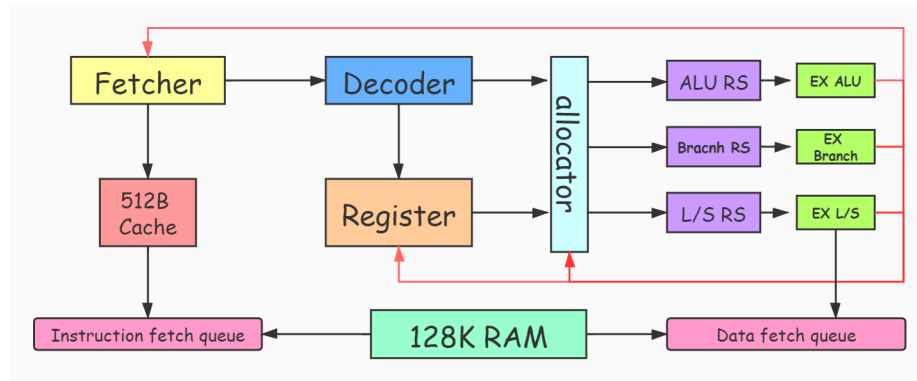 Fetcher
Decoder
allocator
ALU RS
EX ALU
Bracnh RS
EX
Branch
512B
Cache
Register
L/S RS
EX L/S
Instruction fetch queue
128K RAM
Data fetch queue